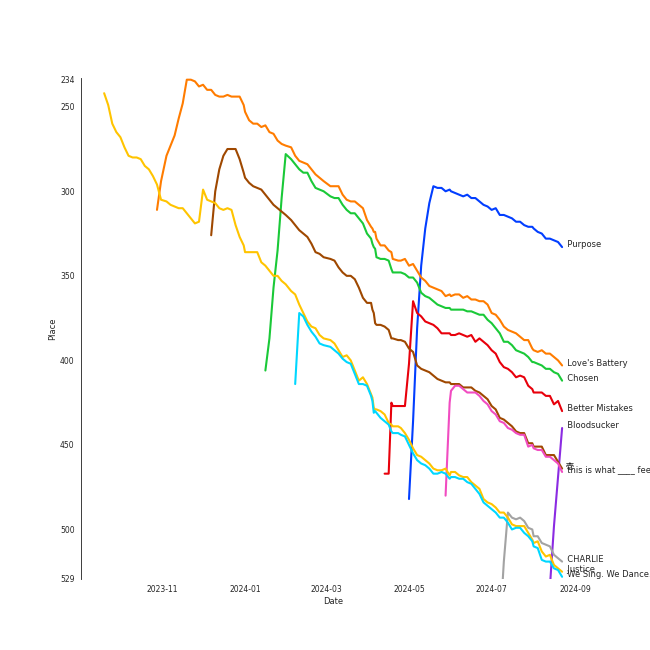 234
250
300
350
400
450
500
529
Place
2023-11
2024-01
2024-03
2024-05
2024-07
2024-09
Date
Purpose
Love's Battery
Chosen
Better Mistakes
Bloodsucker
this is what ____ fee
CHARLIE
Justice
We Sing. We Dance.